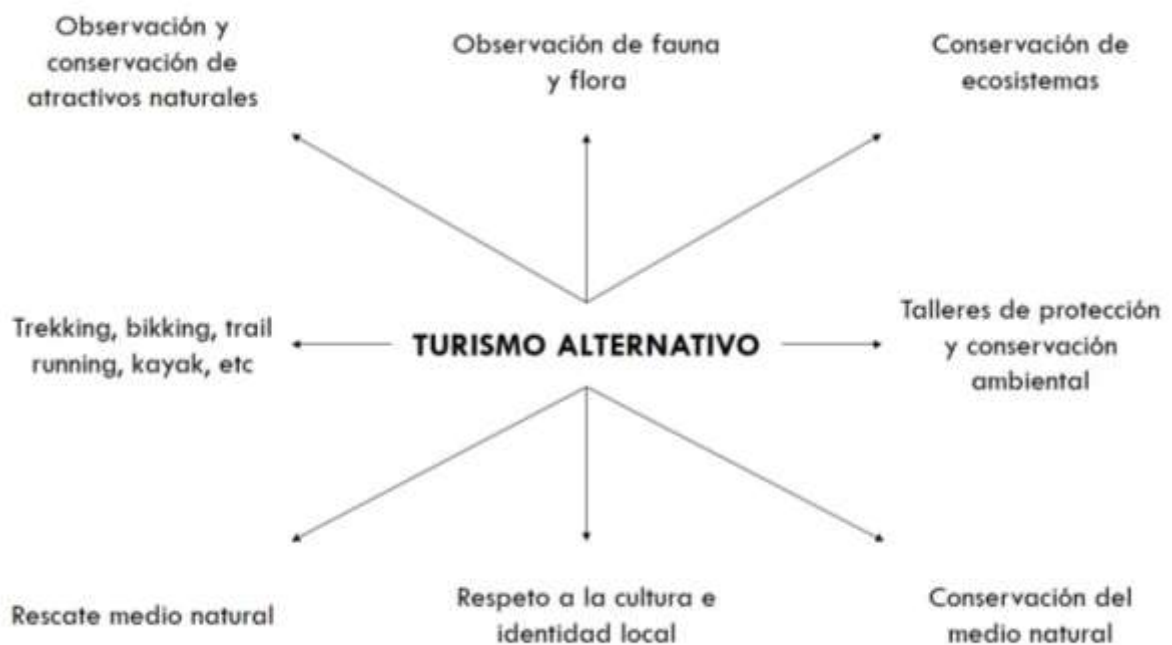 Observación y
conservación de
atractivos naturales
Observación de fauna
y flora
Conservación de
ecosistemas
Trekking, bikking, trail
running, kayak, etc
TURISMO ALTERNATIVO
Talleres de protección
y conservación
ambiental
Rescate medio natural
Respeto a la cultura e
identidad local
Conservación del
medio natural